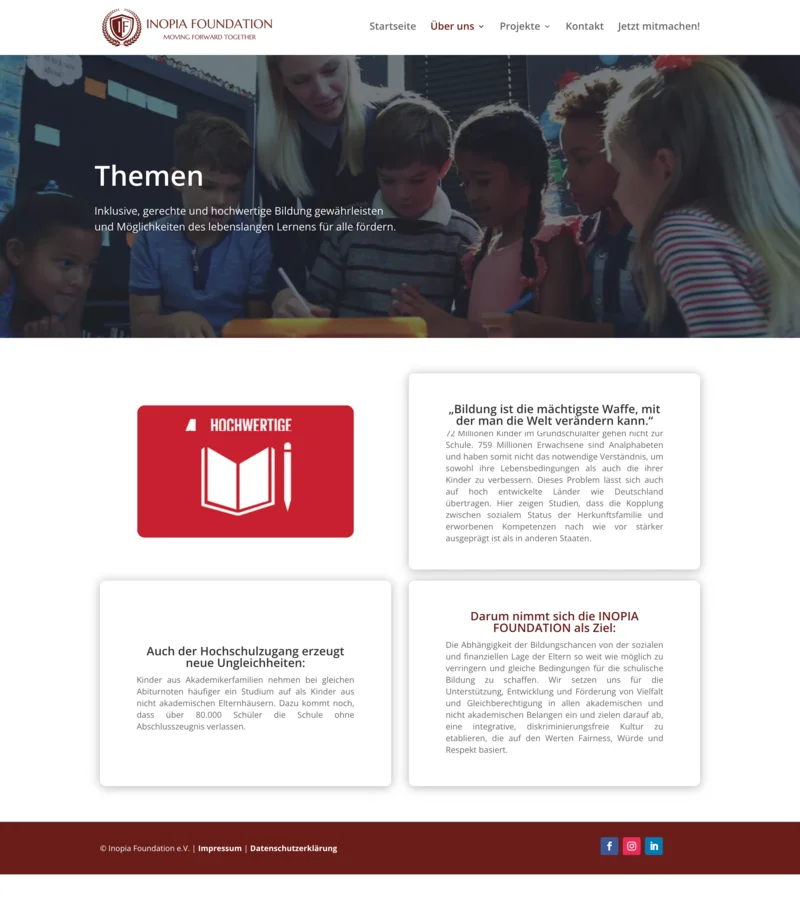 INOPIA FOUNDATION
MOVING FORWARD TOGETHER
Startseite
Über uns
Projekte
Kontakt
Jetzt mitmachen!
Themen
Inklusive, gerechte und hochwertige Bildung gewährleisten
und Möglichkeiten des lebenslangen Lernens für alle fördern.
HOCHWERTIGE
„Bildung ist die mächtigste Waffe, mit
der man die Welt verändern kann.“
72 Millionen Kinder im Grundschulalter gehen nicht zur
Schule. 759 Millionen Erwachsene sind Analphabeten
und haben somit nicht das notwendige Verständnis, um
sowohl ihre Lebensbedingungen als auch die ihrer
Kinder zu verbessern. Dieses Problem lässt sich auch
auf hoch entwickelte Länder wie Deutschland
übertragen. Hier zeigen Studien, dass die Kopplung
zwischen sozialem Status der Herkunftsfamilie und
erworbenen Kompetenzen nach wie vor stärker
ausgeprägt ist als in anderen Staaten.
Auch der Hochschulzugang erzeugt
neue Ungleichheiten:
Kinder aus Akademikerfamilien nehmen bei gleichen
Abiturnoten häufiger ein Studium auf als Kinder aus
nicht akademischen Elternhäusern. Dazu kommt noch,
dass über 80.000 Schüler die Schule ohne
Abschlusszeugnis verlassen.
Darum nimmt sich die INOPIA
FOUNDATION als Ziel:
Die Abhängigkeit der Bildungschancen von der sozialen
und finanziellen Lage der Eltern so weit wie möglich zu
verringern und gleiche Bedingungen für die schulische
Bildung zu schaffen. Wir setzen uns für die
Unterstützung, Entwicklung und Förderung von Vielfalt
und Gleichberechtigung in allen akademischen und
nicht akademischen Belangen ein und zielen darauf ab,
eine integrative, diskriminierungsfreie Kultur zu
etablieren, die auf den Werten Fairness, Würde und
Respekt basiert.
© Inopia Foundation e.V. | Impressum | Datenschutzerklärung